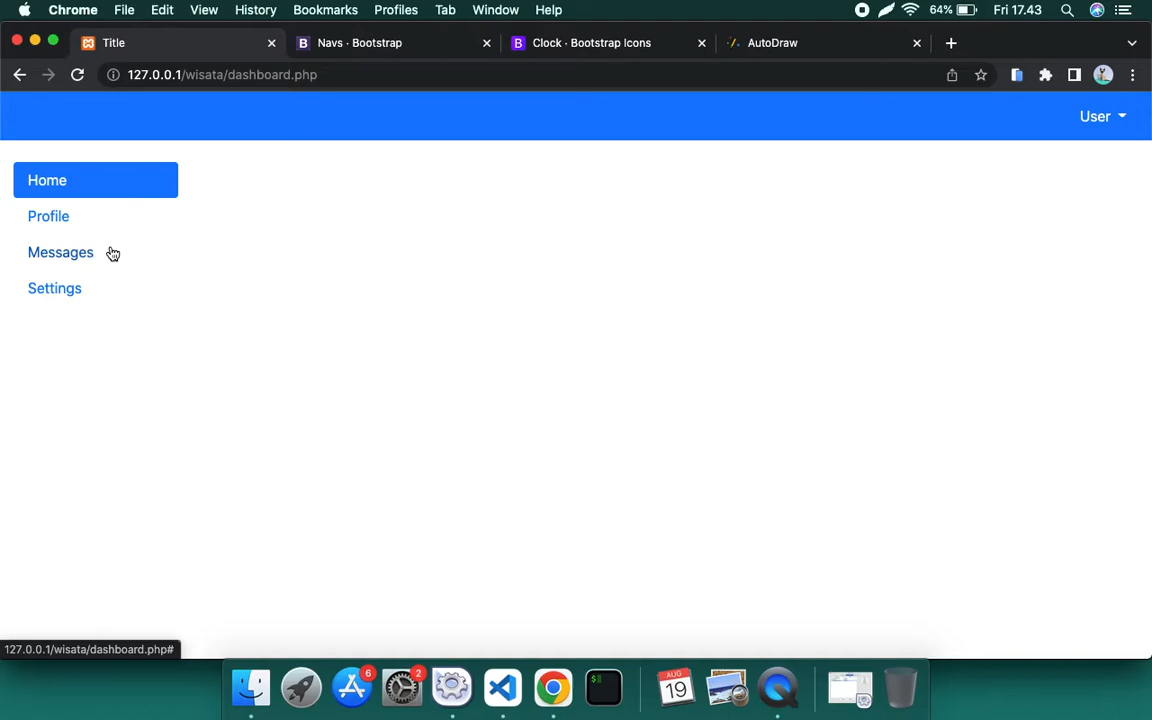 Chrome File Edit View History Bookmarks Profiles Tab Window Help 64% Fri 17.43
Title Navs · Bootstrap Clock · Bootstrap Icons AutoDraw
127.0.0.1/wisata/dashboard.php
User
Home
Profile
Messages
Settings
127.0.0.1/wisata/dashboard.php#
6 2 $ AUG
19